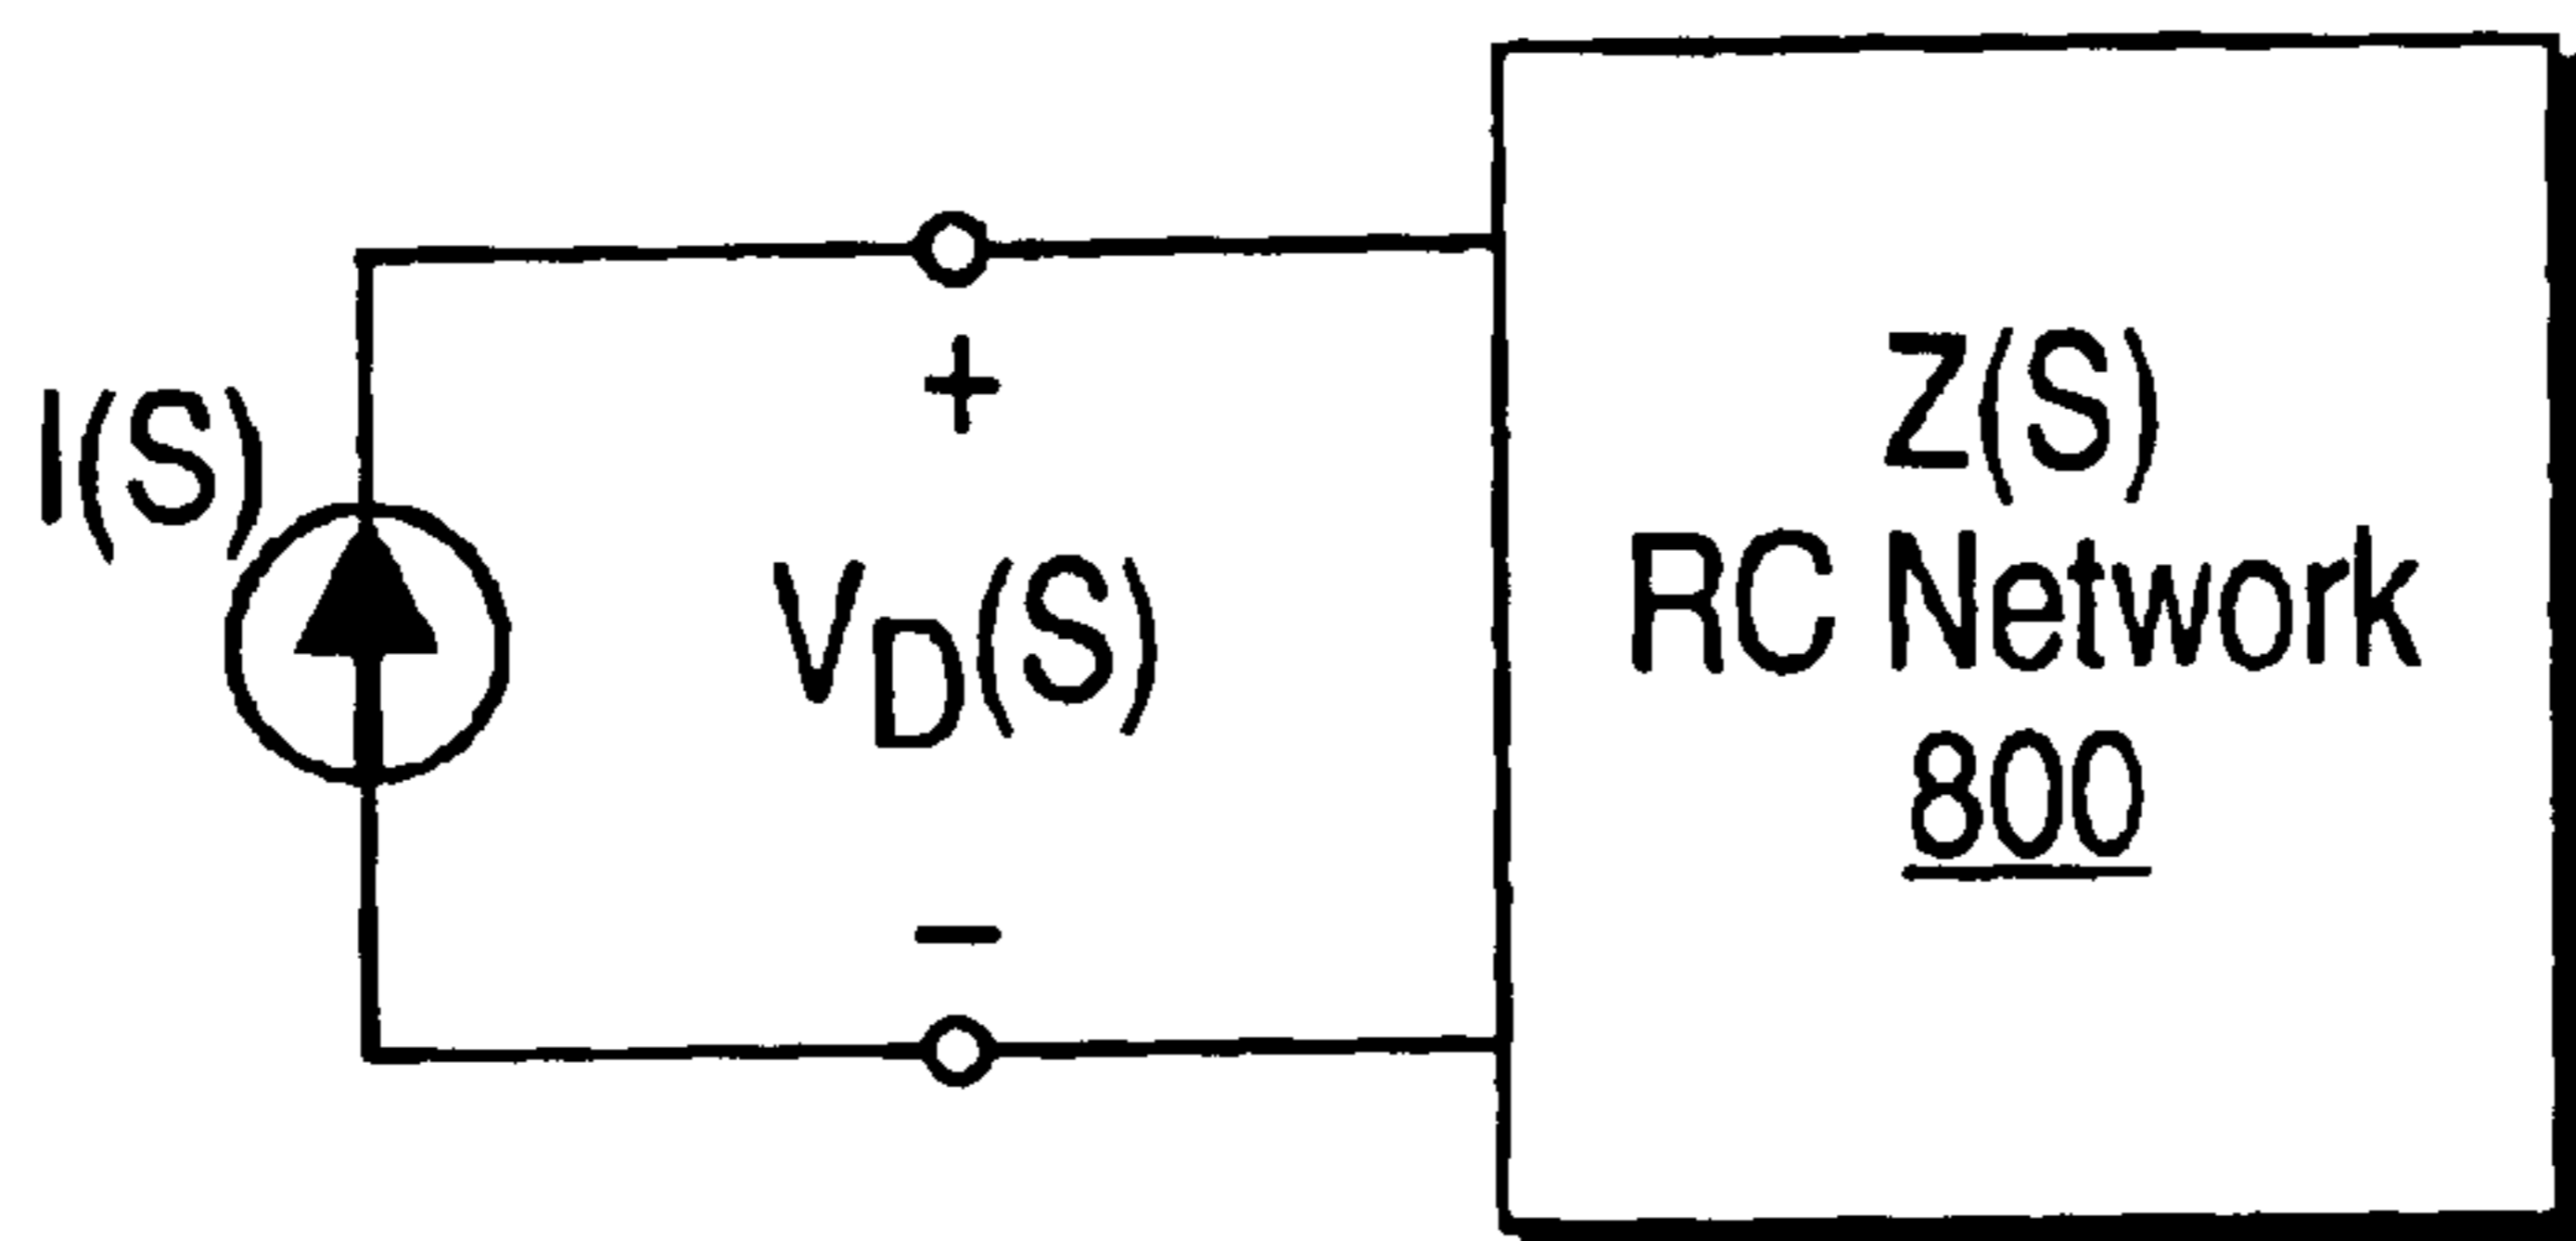 I(S)
+
VD(S)
−
Z(S)
RC Network
800